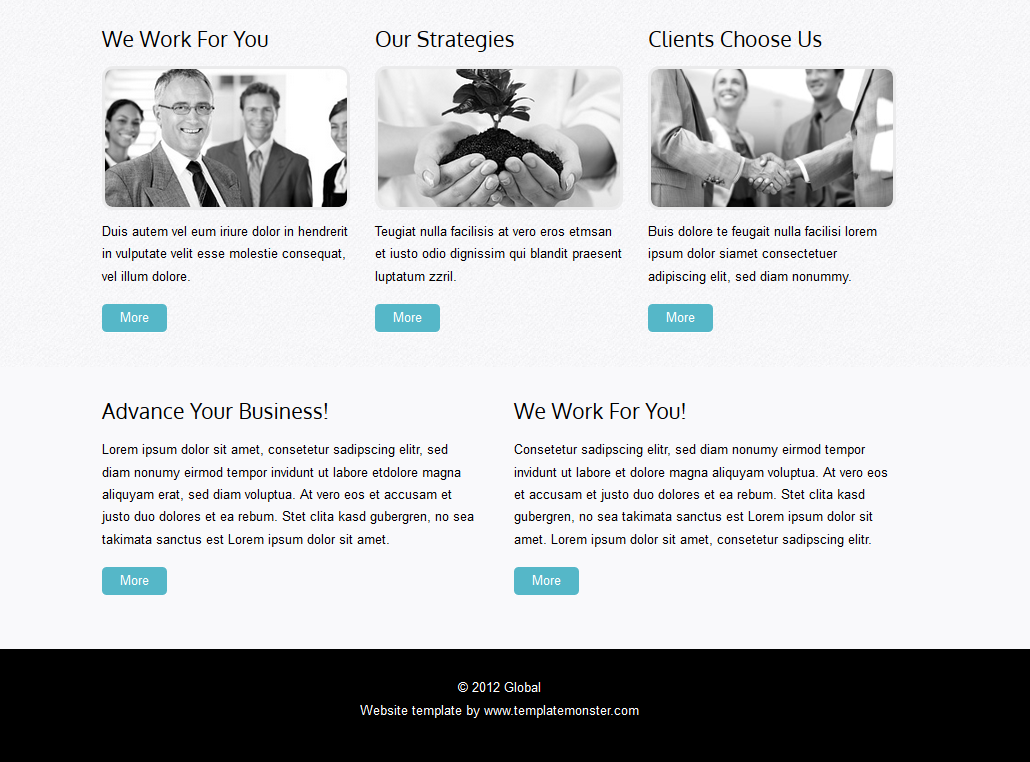 We Work For You
Duis autem vel eum iriure dolor in hendrerit
in vulputate velit esse molestie consequat,
vel illum dolore.
More
Our Strategies
Teugiat nulla facilisis at vero eros etmsan
et iusto odio dignissim qui blandit praesent
luptatum zzril.
More
Clients Choose Us
Buis dolore te feugait nulla facilisi lorem
ipsum dolor siamet consectetuer
adipiscing elit, sed diam nonummy.
More
Advance Your Business!
Lorem ipsum dolor sit amet, consetetur sadipscing elitr, sed
diam nonumy eirmod tempor invidunt ut labore etdolore magna
aliquyam erat, sed diam voluptua. At vero eos et accusam et
justo duo dolores et ea rebum. Stet clita kasd gubergren, no sea
takimata sanctus est Lorem ipsum dolor sit amet.
More
We Work For You!
Consetetur sadipscing elitr, sed diam nonumy eirmod tempor
invidunt ut labore et dolore magna aliquyam voluptua. At vero eos
et accusam et justo duo dolores et ea rebum. Stet clita kasd
gubergren, no sea takimata sanctus est Lorem ipsum dolor sit
amet. Lorem ipsum dolor sit amet, consetetur sadipscing elitr.
More
© 2012 Global
Website template by www.templatemonster.com